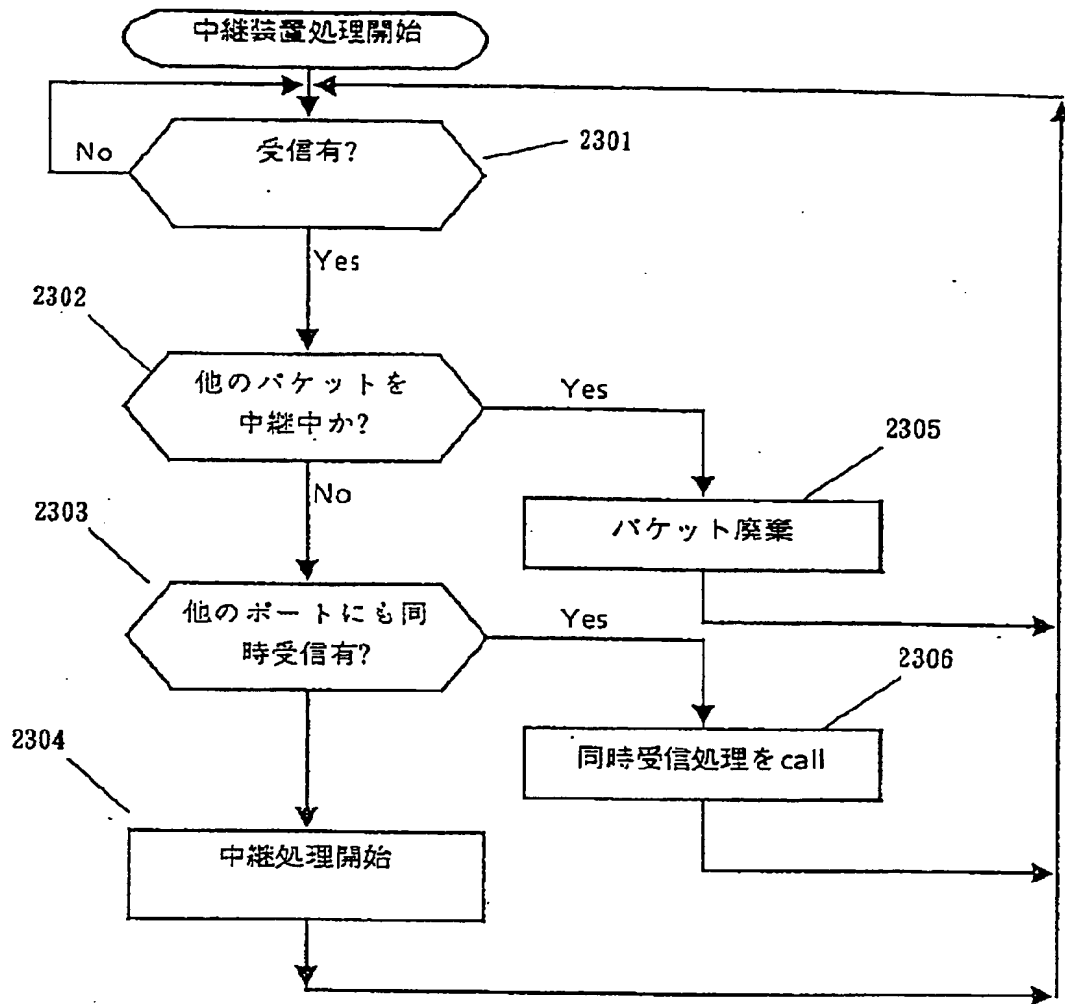 中継装置処理開始
受信有?
2301
No
Yes
2302
他のパケットを
中継中か?
Yes
2305
No
パケット廃棄
2303
他のポートにも同
時受信有?
Yes
2306
同時受信処理をcall
2304
中継処理開始